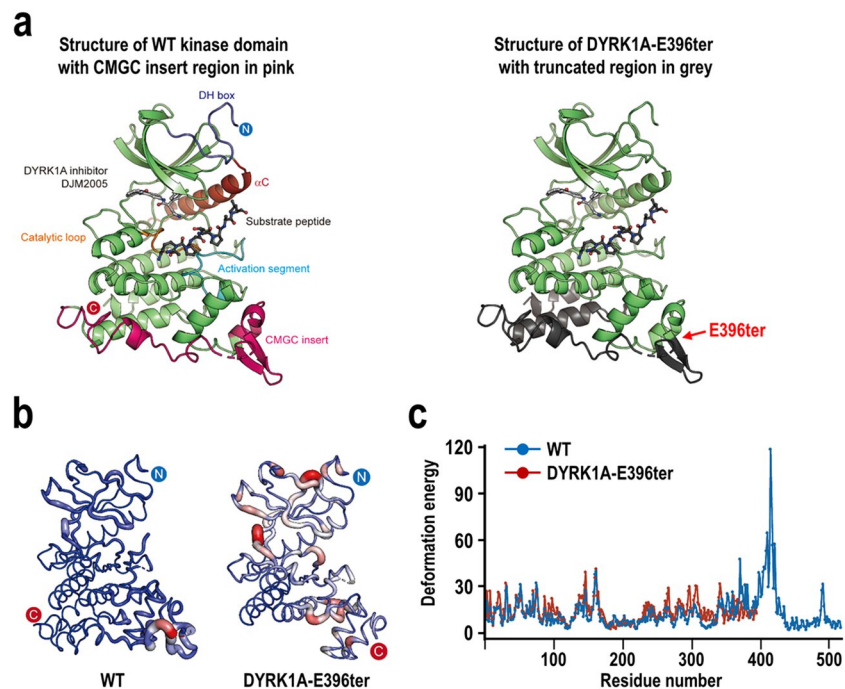 a
Structure of WT kinase domain
with CMGC insert region in pink
DH box
N
DYRK1A inhibitor
DJM2005
αC
Substrate peptide
Catalytic loop
Activation segment
C
CMGC insert
Structure of DYRK1A-E396ter
with truncated region in grey
E396ter
b
N
C
WT
N
C
DYRK1A-E396ter
c
WT
DYRK1A-E396ter
Deformation energy
120
90
60
30
0
100
200
300
400
500
Residue number